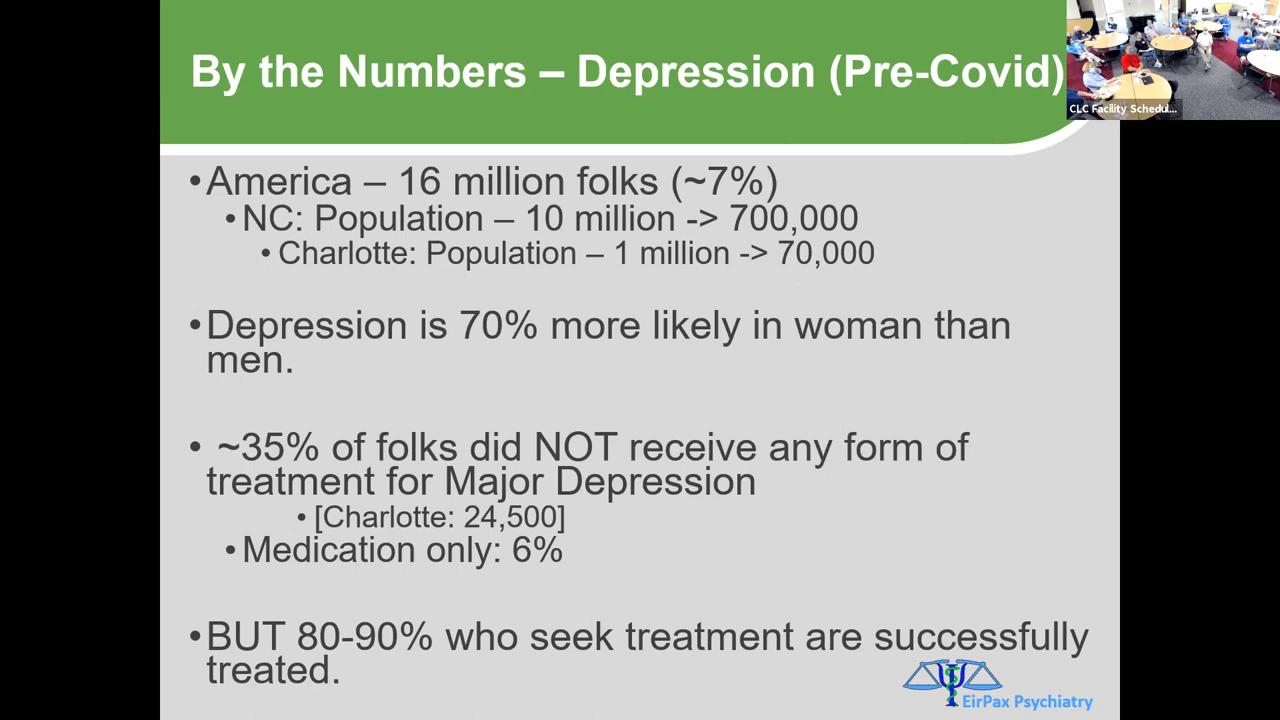 By the Numbers – Depression (Pre-Covid)
CLC Facility Schedul...
•America – 16 million folks (~7%)
•NC: Population – 10 million -> 700,000
•Charlotte: Population – 1 million -> 70,000
•Depression is 70% more likely in woman than
men.
• ~35% of folks did NOT receive any form of
treatment for Major Depression
•[Charlotte: 24,500]
•Medication only: 6%
•BUT 80-90% who seek treatment are successfully
treated.
EirPax Psychiatry